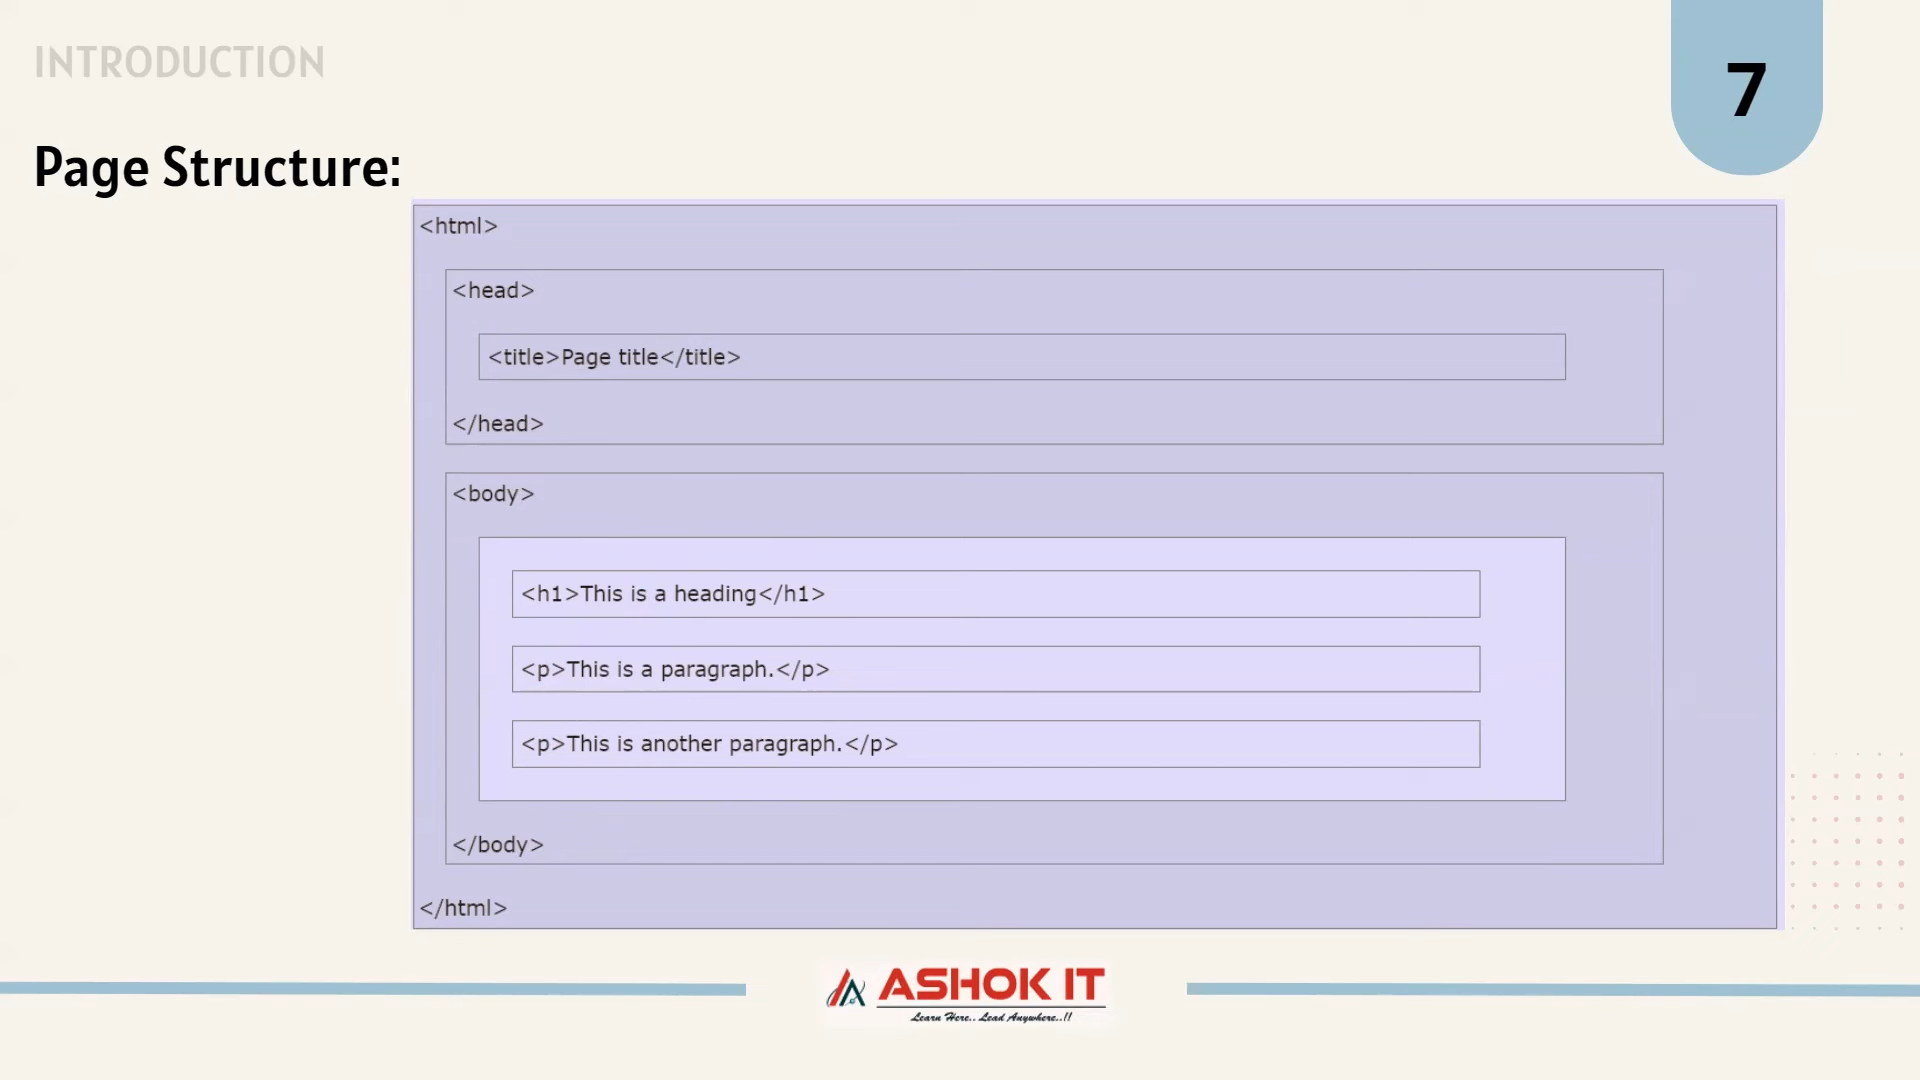 INTRODUCTION
7
Page Structure:
<html>
<head>
<title>Page title</title>
</head>
<body>
<h1>This is a heading</h1>
<p>This is a paragraph.</p>
<p>This is another paragraph.</p>
</body>
</html>
ASHOK IT
Learn Here.. Lead Anywhere..!!